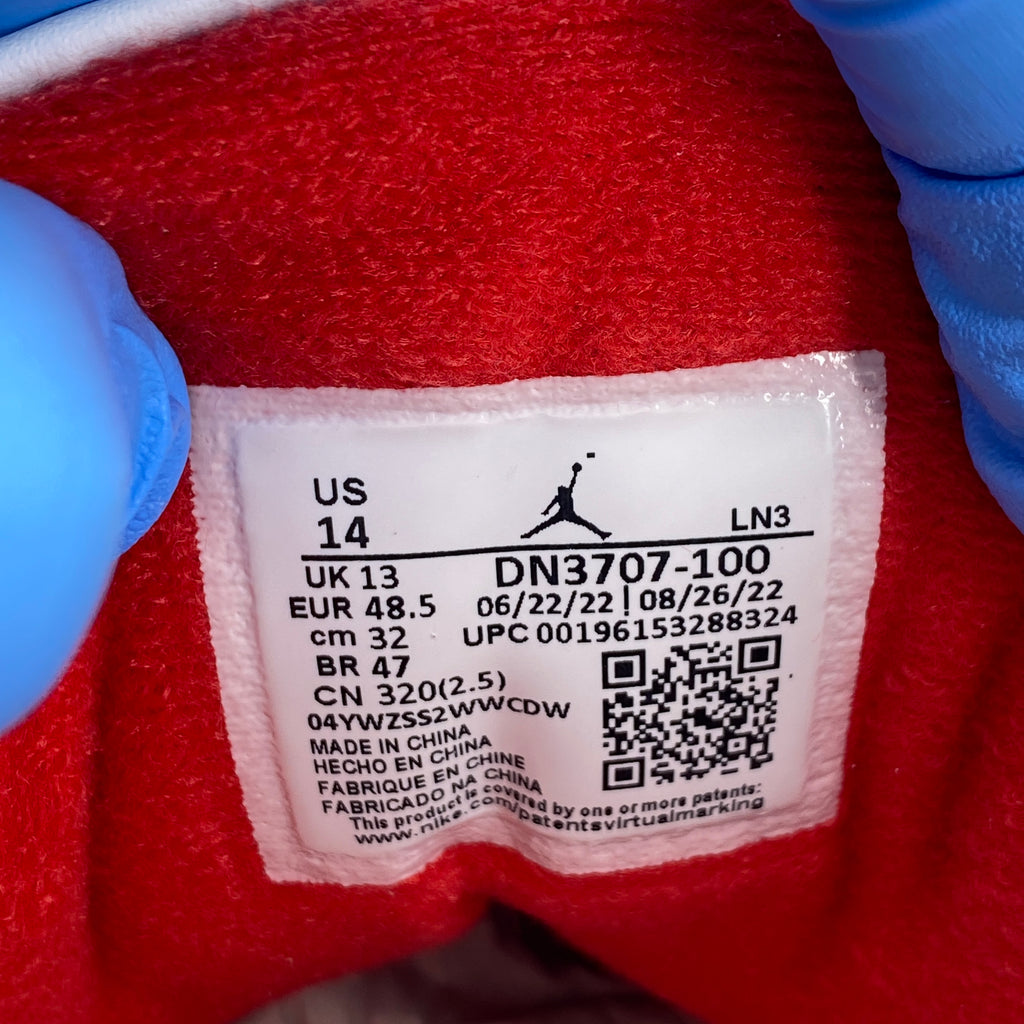 US
14
LN3
UK 13
DN3707-100
EUR 48.5
06/22/22 | 08/26/22
cm 32
UPC 00196153288324
BR 47
CN 320(2.5)
04YWZSS2WWCDW
MADE IN CHINA
HECHO EN CHINA
FABRIQUE EN CHINE
FABRICADO NA CHINA
This product is covered by one or more patents:
www.nike.com/patentsvirtualmarking